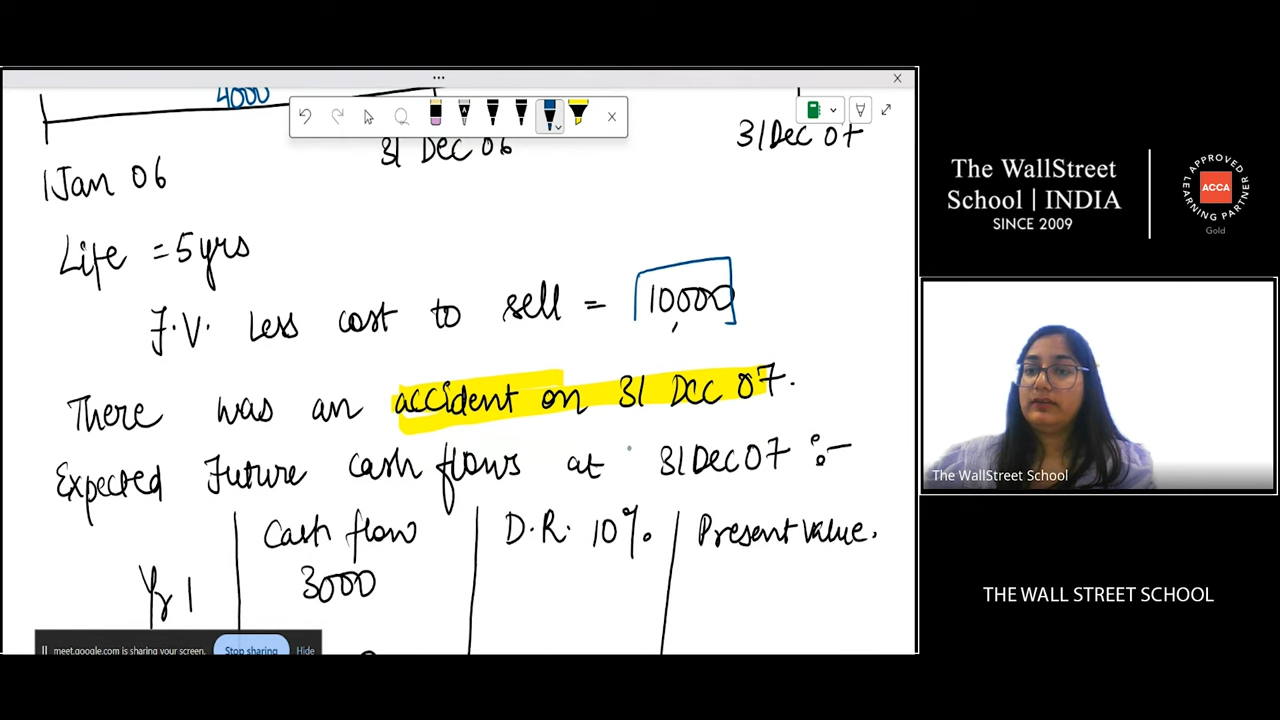 4000
31 Dec 06
31 Dec 07
1 Jan 06
Life = 5yrs
F.V. Less cost to sell = 10,000
There was an accident on 31 Dec 07.
Expected Future cash flows at 31 Dec 07 :-
Cash flow
D.R. 10%.
Present value.
Yr 1
3000
meet.google.com is sharing your screen.
Stop sharing
Hide
The WallStreet
School | INDIA
SINCE 2009
APPROVED
LEARNING PARTNER
ACCA
Gold
The WallStreet School
THE WALL STREET SCHOOL